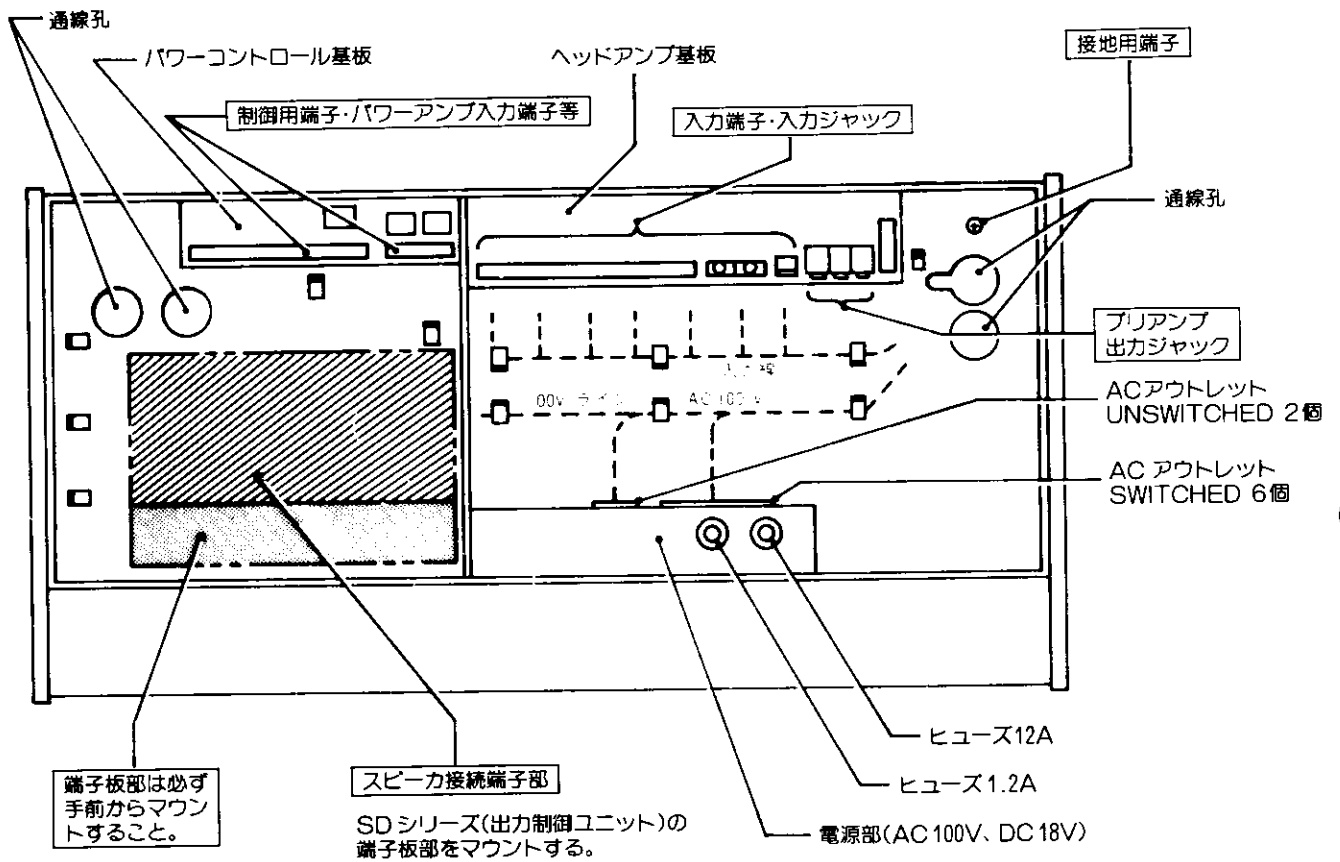 通線孔
パワーコントロール基板
ヘッドアンプ基板
接地用端子
制御用端子・パワーアンプ入力端子等
入力端子・入力ジャック
通線孔
プリアンプ
出力ジャック
00V ライン
AC 100 V
ACアウトレット
UNSWITCHED 2個
AC アウトレット
SWITCHED 6個
ヒューズ12A
ヒューズ1.2A
電源部(AC100V、DC18V)
端子板部は必ず
手前からマウン
トすること。
スピーカ接続端子部
SDシリーズ(出力制御ユニット)の
端子板部をマウントする。